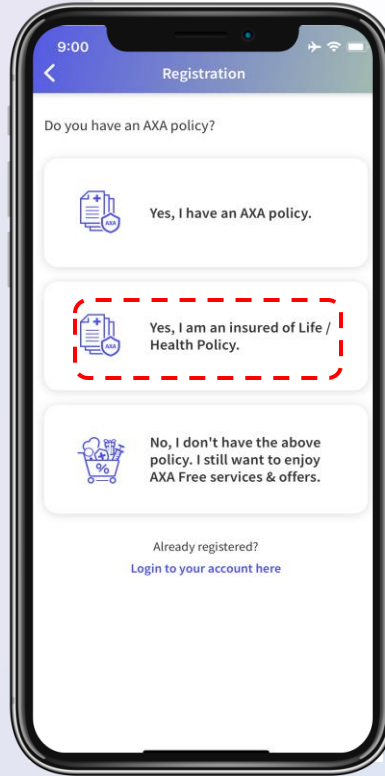 9:00
Registration
Do you have an AXA policy?
AXA
Yes, I have an AXA policy.
AXA
Yes, I am an insured of Life /
Health Policy.
%
No, I don't have the above
policy. I still want to enjoy
AXA Free services & offers.
Already registered?
Login to your account here